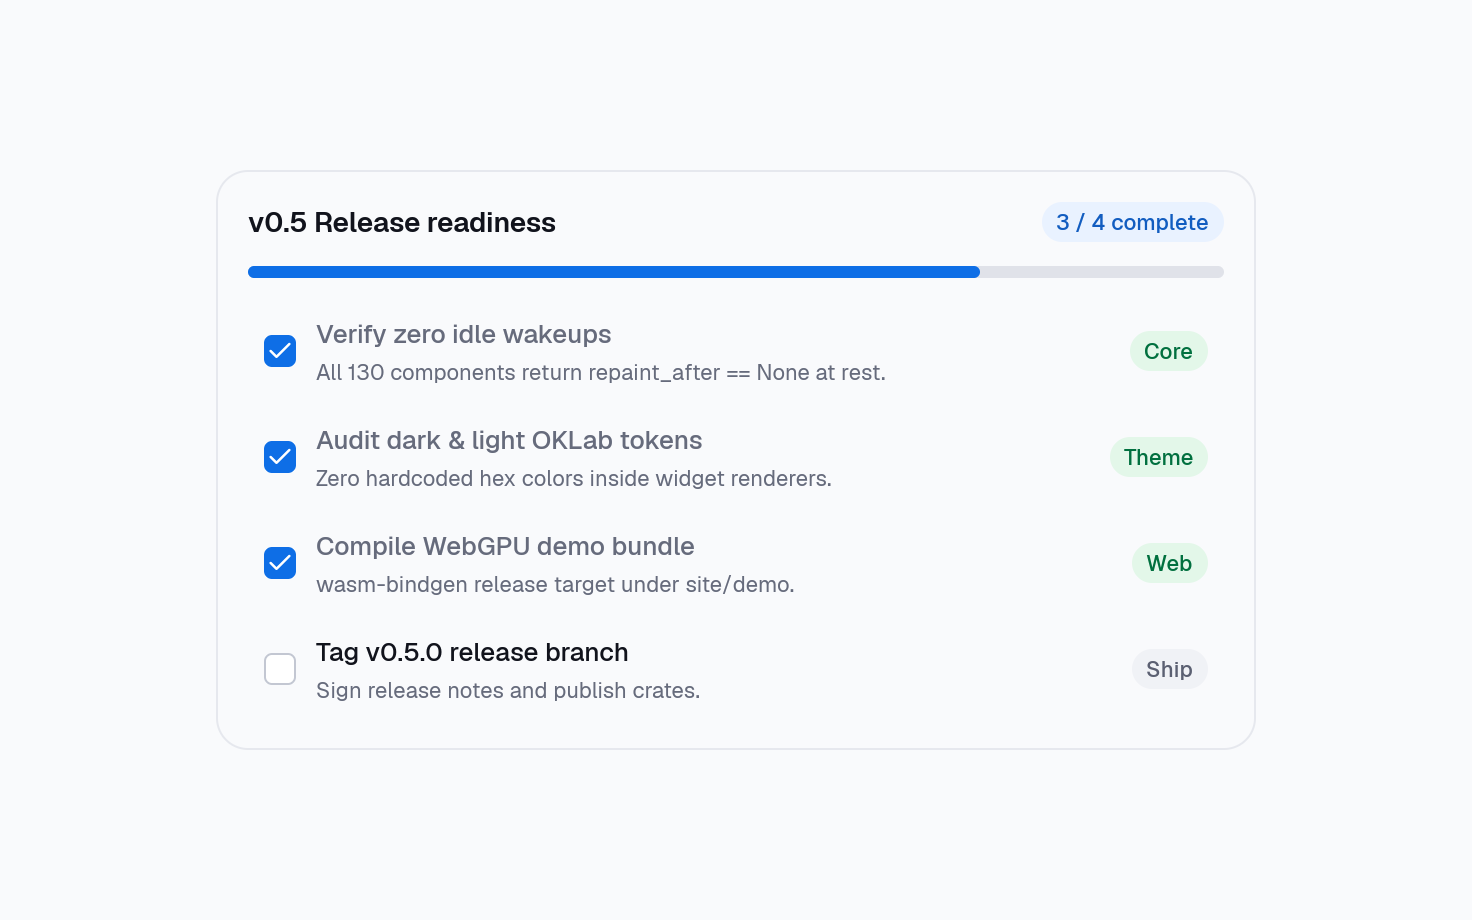 v0.5 Release readiness
3 / 4 complete
Verify zero idle wakeups
All 130 components return repaint_after == None at rest.
Core
Audit dark & light OKLab tokens
Zero hardcoded hex colors inside widget renderers.
Theme
Compile WebGPU demo bundle
wasm-bindgen release target under site/demo.
Web
Tag v0.5.0 release branch
Sign release notes and publish crates.
Ship